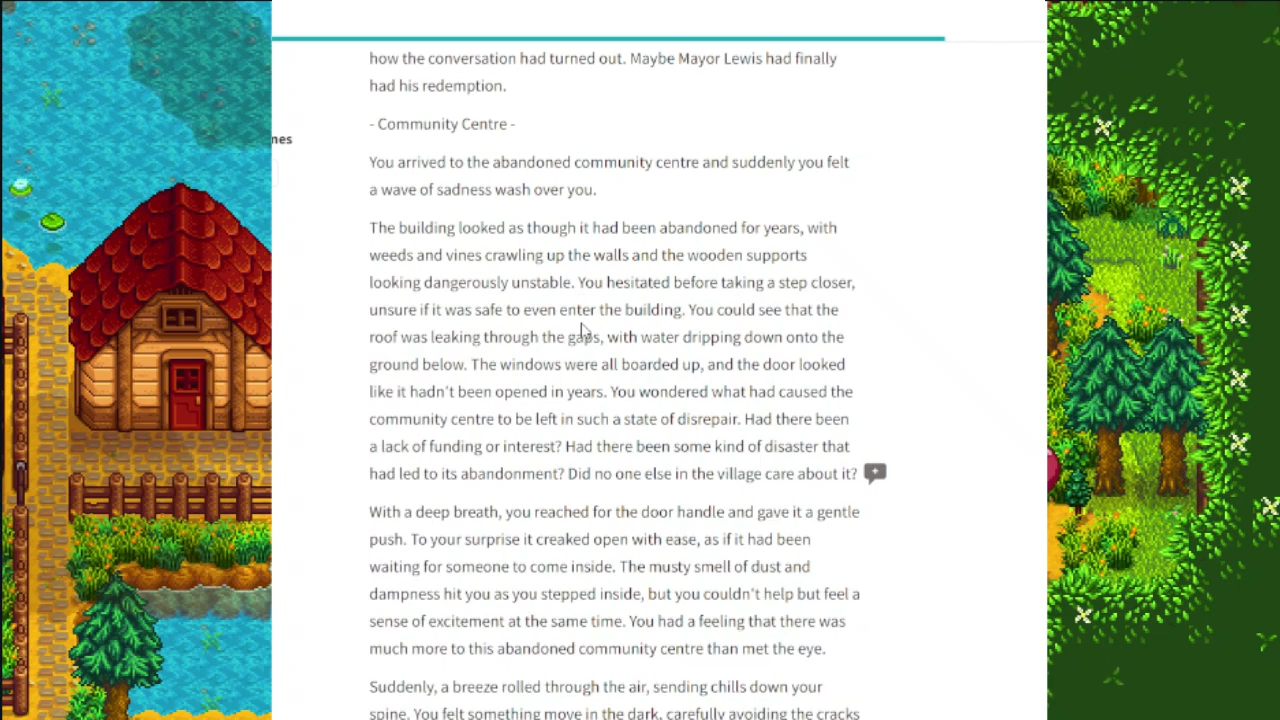 how the conversation had turned out. Maybe Mayor Lewis had finally
had his redemption.
nes
- Community Centre -
You arrived to the abandoned community centre and suddenly you felt
a wave of sadness wash over you.
The building looked as though it had been abandoned for years, with
weeds and vines crawling up the walls and the wooden supports
looking dangerously unstable. You hesitated before taking a step closer,
unsure if it was safe to even enter the building. You could see that the
roof was leaking through the gaps, with water dripping down onto the
ground below. The windows were all boarded up, and the door looked
like it hadn't been opened in years. You wondered what had caused the
community centre to be left in such a state of disrepair. Had there been
a lack of funding or interest? Had there been some kind of disaster that
had led to its abandonment? Did no one else in the village care about it?
With a deep breath, you reached for the door handle and gave it a gentle
push. To your surprise it creaked open with ease, as if it had been
waiting for someone to come inside. The musty smell of dust and
dampness hit you as you stepped inside, but you couldn't help but feel a
sense of excitement at the same time. You had a feeling that there was
much more to this abandoned community centre than met the eye.
Suddenly, a breeze rolled through the air, sending chills down your
spine. You felt something move in the dark, carefully avoiding the cracks